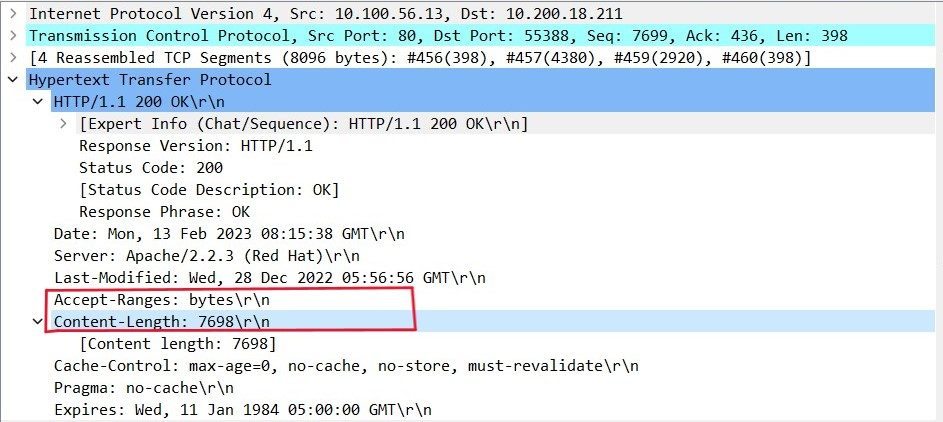 Internet Protocol Version 4, Src: 10.100.56.13, Dst: 10.200.18.211
Transmission Control Protocol, Src Port: 80, Dst Port: 55388, Seq: 7699, Ack: 436, Len: 398
[4 Reassembled TCP Segments (8096 bytes): #456(398), #457(4380), #459(2920), #460(398)]
Hypertext Transfer Protocol
HTTP/1.1 200 OK\r\n
[Expert Info (Chat/Sequence): HTTP/1.1 200 OK\r\n]
Response Version: HTTP/1.1
Status Code: 200
[Status Code Description: OK]
Response Phrase: OK
Date: Mon, 13 Feb 2023 08:15:38 GMT\r\n
Server: Apache/2.2.3 (Red Hat)\r\n
Last-Modified: Wed, 28 Dec 2022 05:56:56 GMT\r\n
Accept-Ranges: bytes\r\n
Content-Length: 7698\r\n
[Content length: 7698]
Cache-Control: max-age=0, no-cache, no-store, must-revalidate\r\n
Pragma: no-cache\r\n
Expires: Wed, 11 Jan 1984 05:00:00 GMT\r\n